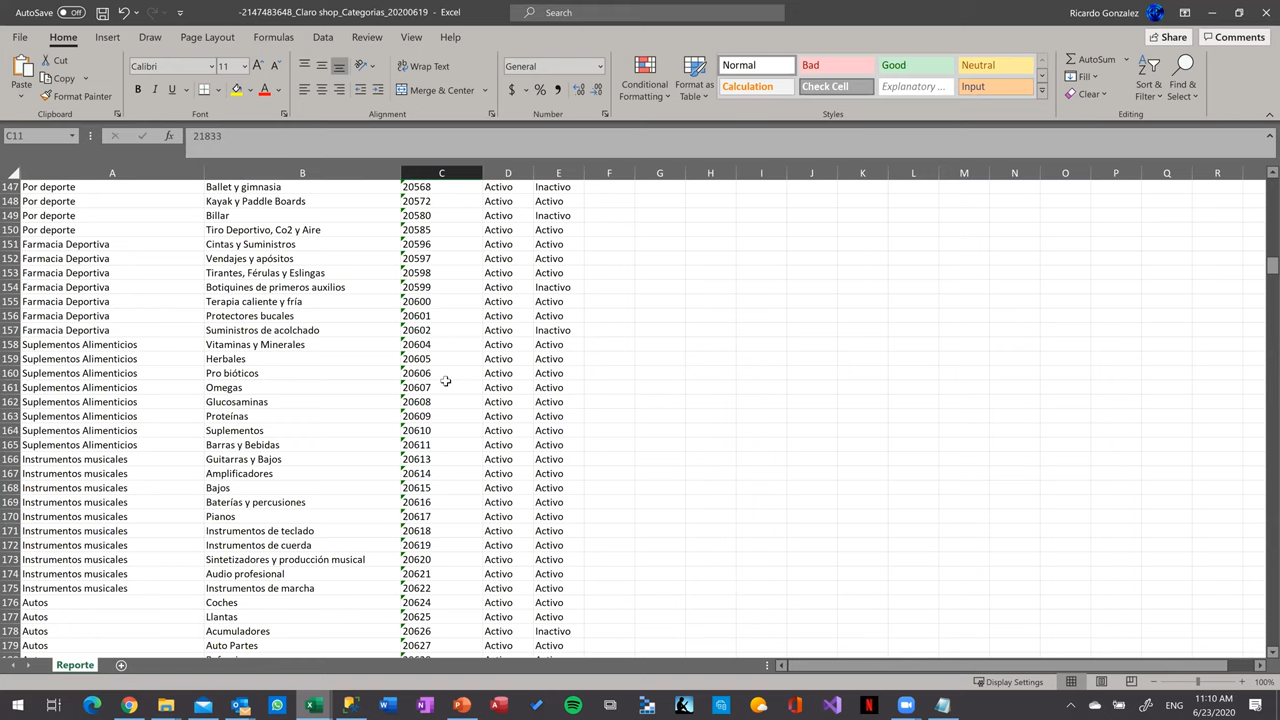 AutoSave Off -2147483648_Claro shop_Categorias_20200619 - Excel Search Ricardo Gonzalez
File Home Insert Draw Page Layout Formulas Data Review View Help Share Comments
Paste Cut Copy Format Painter Calibri 11 Wrap Text Merge & Center General Conditional Formatting Format as Table Normal Bad Good Neutral Calculation Check Cell Explanatory ... Input AutoSum Fill Clear Sort & Filter Find & Select
Clipboard Font Alignment Number Styles Editing
C11 fx 21833
A B C D E F G H I J K L M N O P Q R
147 Por deporte Ballet y gimnasia 20568 Activo Inactivo
148 Por deporte Kayak y Paddle Boards 20572 Activo Activo
149 Por deporte Billar 20580 Activo Inactivo
150 Por deporte Tiro Deportivo, Co2 y Aire 20585 Activo Activo
151 Farmacia Deportiva Cintas y Suministros 20596 Activo Activo
152 Farmacia Deportiva Vendajes y apósitos 20597 Activo Activo
153 Farmacia Deportiva Tirantes, Férulas y Eslingas 20598 Activo Activo
154 Farmacia Deportiva Botiquines de primeros auxilios 20599 Activo Inactivo
155 Farmacia Deportiva Terapia caliente y fría 20600 Activo Activo
156 Farmacia Deportiva Protectores bucales 20601 Activo Activo
157 Farmacia Deportiva Suministros de acolchado 20602 Activo Inactivo
158 Suplementos Alimenticios Vitaminas y Minerales 20604 Activo Activo
159 Suplementos Alimenticios Herbales 20605 Activo Activo
160 Suplementos Alimenticios Pro bióticos 20606 Activo Activo
161 Suplementos Alimenticios Omegas 20607 Activo Activo
162 Suplementos Alimenticios Glucosaminas 20608 Activo Activo
163 Suplementos Alimenticios Proteínas 20609 Activo Activo
164 Suplementos Alimenticios Suplementos 20610 Activo Activo
165 Suplementos Alimenticios Barras y Bebidas 20611 Activo Activo
166 Instrumentos musicales Guitarras y Bajos 20613 Activo Activo
167 Instrumentos musicales Amplificadores 20614 Activo Activo
168 Instrumentos musicales Bajos 20615 Activo Activo
169 Instrumentos musicales Baterías y percusiones 20616 Activo Activo
170 Instrumentos musicales Pianos 20617 Activo Activo
171 Instrumentos musicales Instrumentos de teclado 20618 Activo Activo
172 Instrumentos musicales Instrumentos de cuerda 20619 Activo Activo
173 Instrumentos musicales Sintetizadores y producción musical 20620 Activo Activo
174 Instrumentos musicales Audio profesional 20621 Activo Activo
175 Instrumentos musicales Instrumentos de marcha 20622 Activo Activo
176 Autos Coches 20624 Activo Activo
177 Autos Llantas 20625 Activo Activo
178 Autos Acumuladores 20626 Activo Inactivo
179 Autos Auto Partes 20627 Activo Activo
Reporte
Display Settings 100%
11:10 AM
6/23/2020